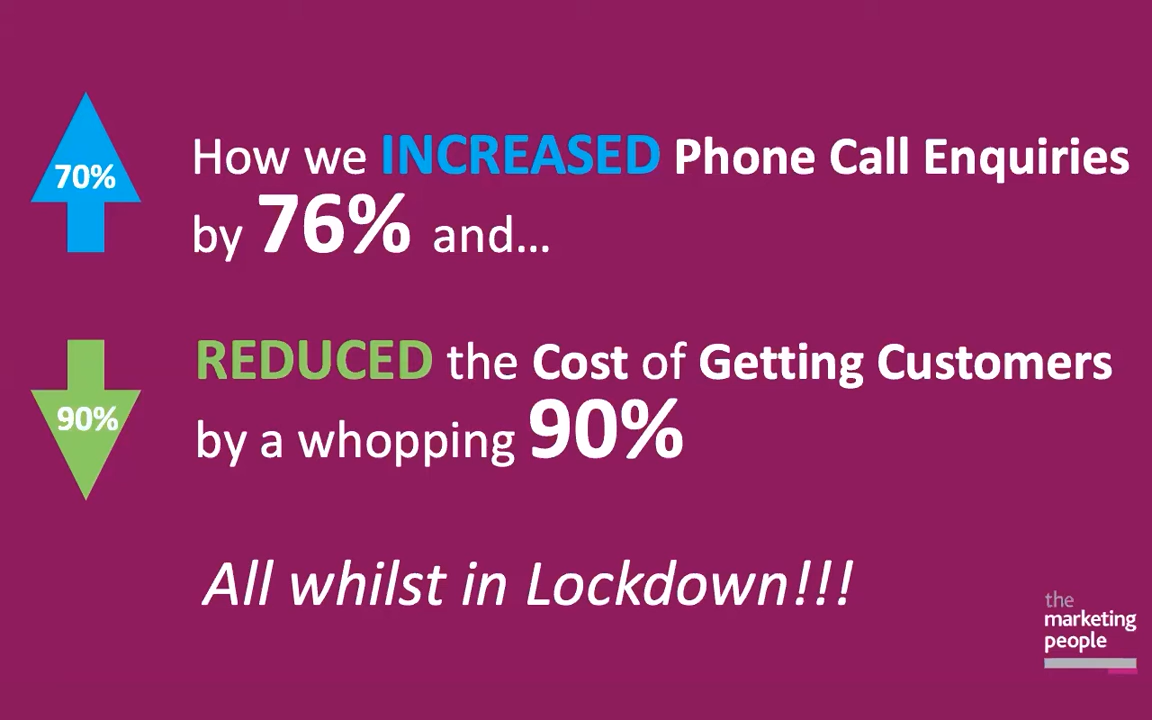 70%
How we INCREASED Phone Call Enquiries
by 76% and...
REDUCED the Cost of Getting Customers
90%
by a whopping 90%
All whilst in Lockdown!!!
the
marketing
people